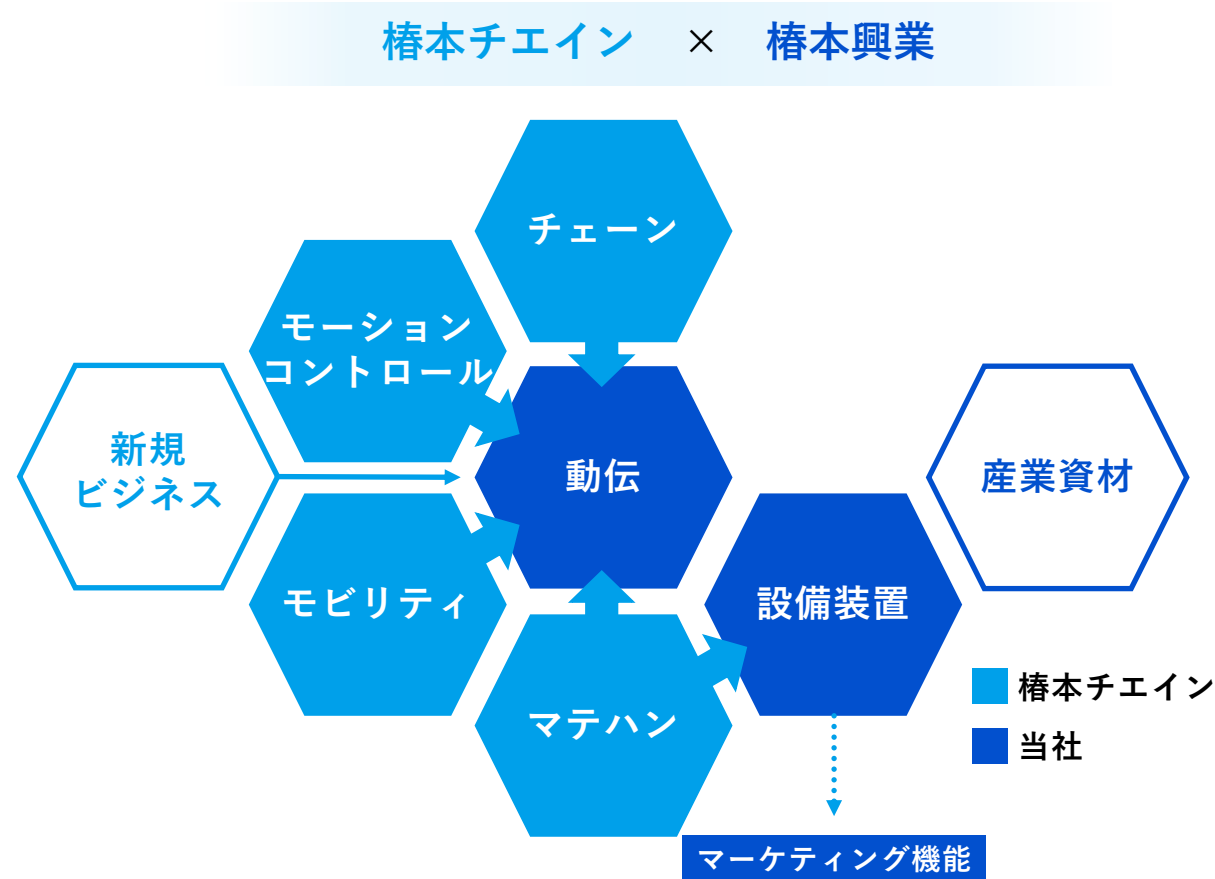 椿本チエイン × 椿本興業
チェーン
モーション
コントロール
新規
ビジネス
動伝
産業資材
モビリティ
設備装置
マテハン
椿本チエイン
当社
マーケティング機能